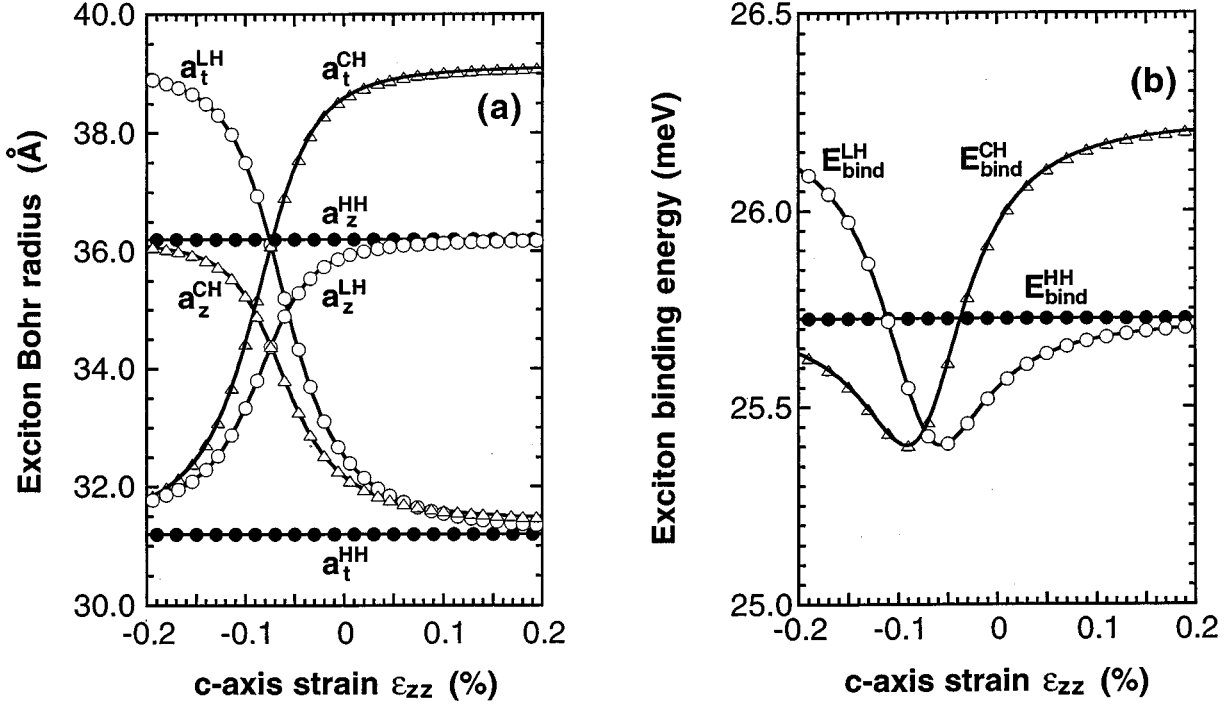 40.0
38.0
36.0
34.0
32.0
30.0
-0.2
-0.1
0
0.1
0.2
Exciton Bohr radius (Å)
c-axis strain εzz (%)
(a)
a_t^LH
a_t^CH
a_z^HH
a_z^CH
a_z^LH
a_t^HH
26.5
26.0
25.5
25.0
-0.2
-0.1
0
0.1
0.2
Exciton binding energy (meV)
c-axis strain εzz (%)
(b)
E_bind^LH
E_bind^CH
E_bind^HH